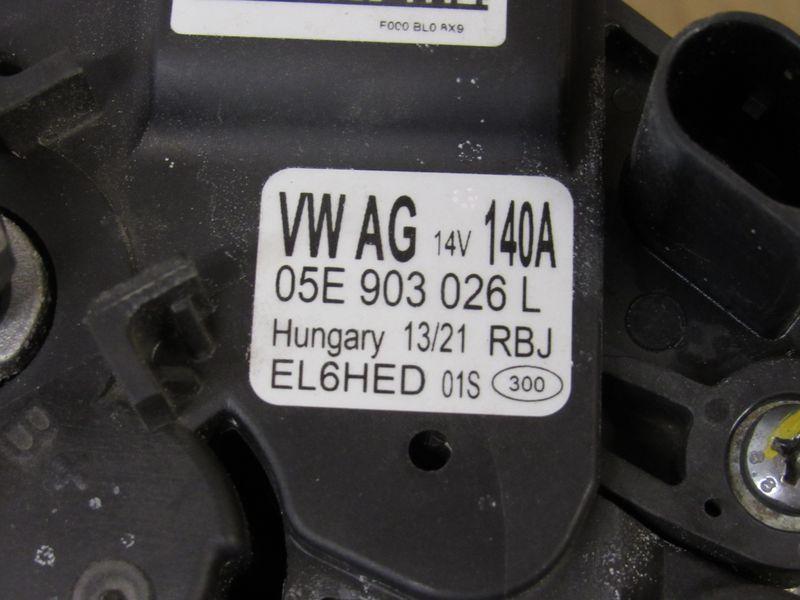 F000 BL0 8X9
VW AG 14V 140A
05E 903 026 L
Hungary 13/21 RBJ
EL6HED 01S 300